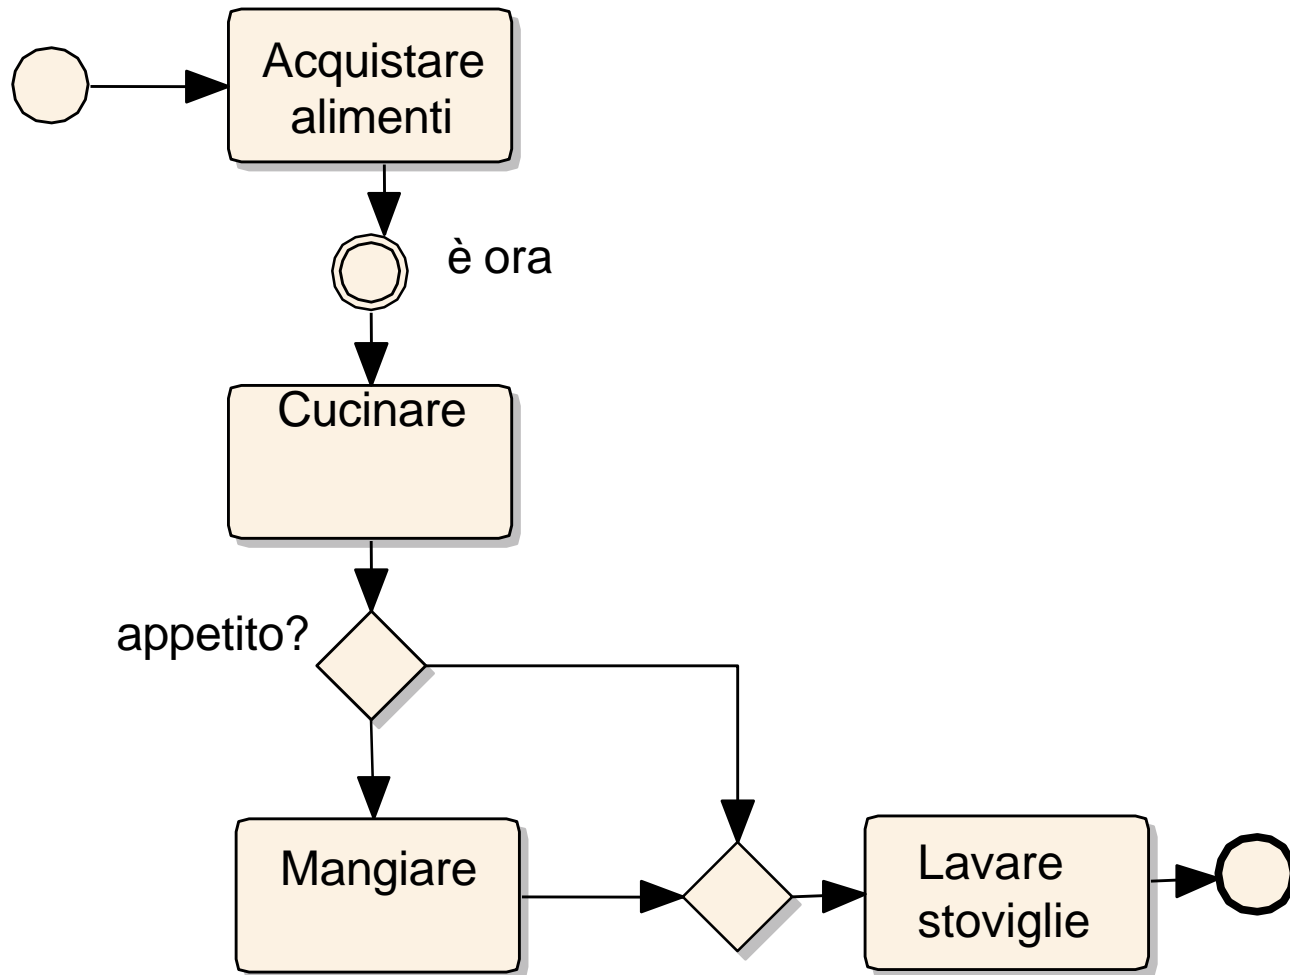 Acquistare
alimenti
è ora
Cucinare
appetito?
Mangiare
Lavare
stoviglie